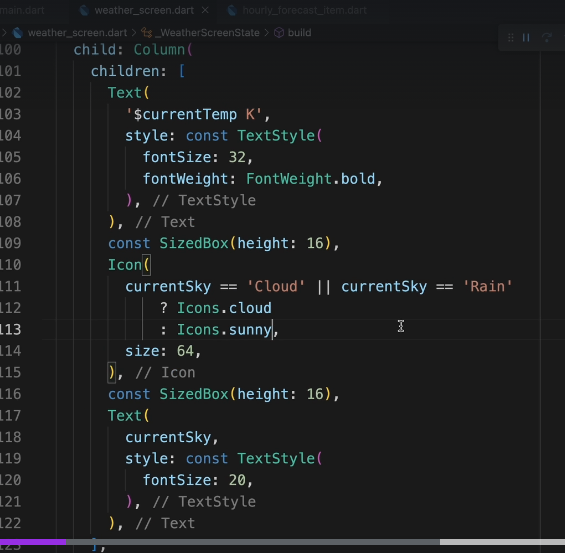 main.dart weather_screen.dart × hourly_forecast_item.dart
> weather_screen.dart > _WeatherScreenState > build
100 child: Column(
101 children: [
102 Text(
103 '$currentTemp K',
104 style: const TextStyle(
105 fontSize: 32,
106 fontWeight: FontWeight.bold,
107 ), // TextStyle
108 ), // Text
109 const SizedBox(height: 16),
110 Icon(
111 currentSky == 'Cloud' || currentSky == 'Rain'
112 ? Icons.cloud
113 : Icons.sunny,
114 size: 64,
115 ), // Icon
116 const SizedBox(height: 16),
117 Text(
118 currentSky,
119 style: const TextStyle(
120 fontSize: 20,
121 ), // TextStyle
122 ), // Text
123 ],